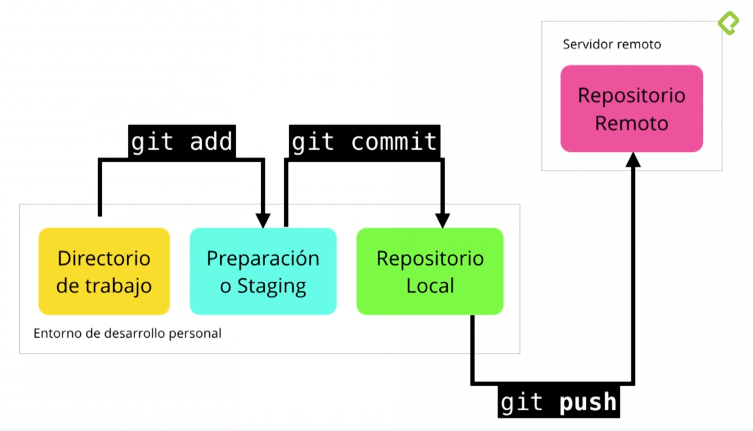 Servidor remoto
Repositorio
Remoto
git add
git commit
Directorio
de trabajo
Preparación
o Staging
Repositorio
Local
Entorno de desarrollo personal
git push